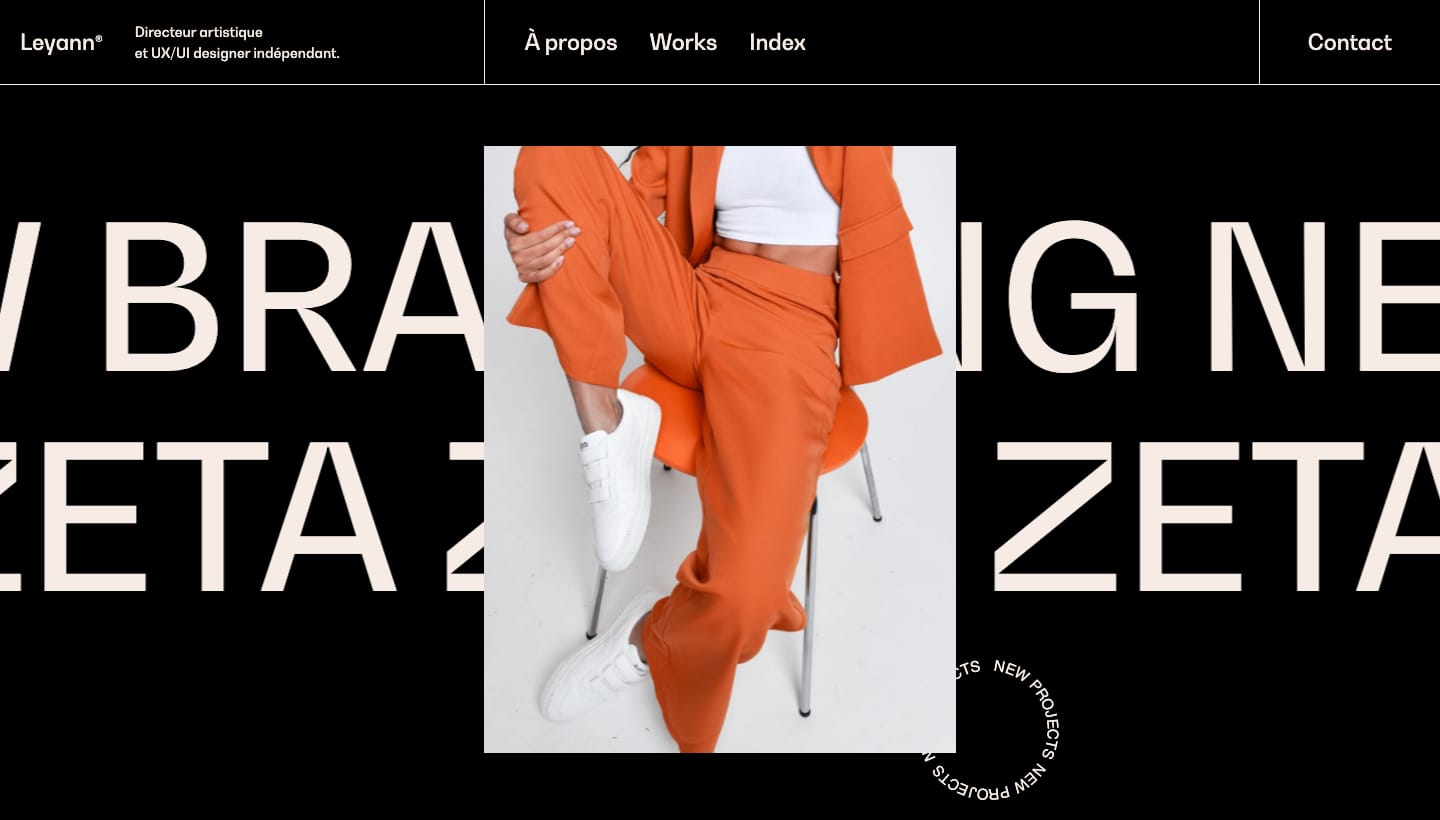 Leyann®
Directeur artistique
et UX/UI designer indépendant.
À propos
Works
Index
Contact
W BRA NG NE
ZETA Z ZETA
CTS NEW PROJECTS NEW PROJECTS N